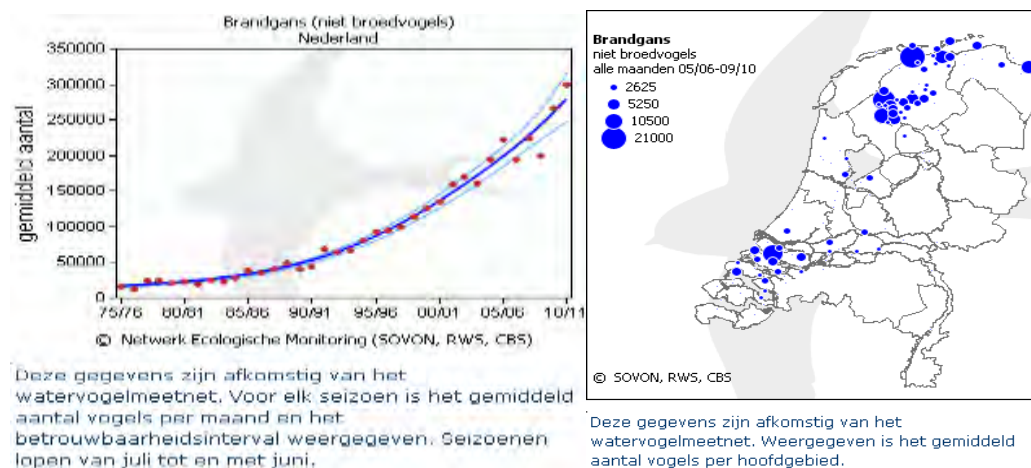 Brandgans (niet broedvogels)
Nederland
gemiddeld aantal
350000
300000
250000
200000
150000
100000
50000
0
75/76 80/81 85/86 90/91 95/96 00/01 05/06 10/11
© Netwerk Ecologische Monitoring (SOVON, RWS, CBS)
Deze gegevens zijn afkomstig van het
watervogelmeetnet. Voor elk seizoen is het gemiddeld
aantal vogels per maand en het
betrouwbaarheidsinterval weergegeven. Seizoenen
lopen van juli tot en met juni.
Brandgans
niet broedvogels
alle maanden 05/06-09/10
2625
5250
10500
21000
© SOVON, RWS, CBS
Deze gegevens zijn afkomstig van het
watervogelmeetnet. Weergegeven is het gemiddeld
aantal vogels per hoofdgebied.